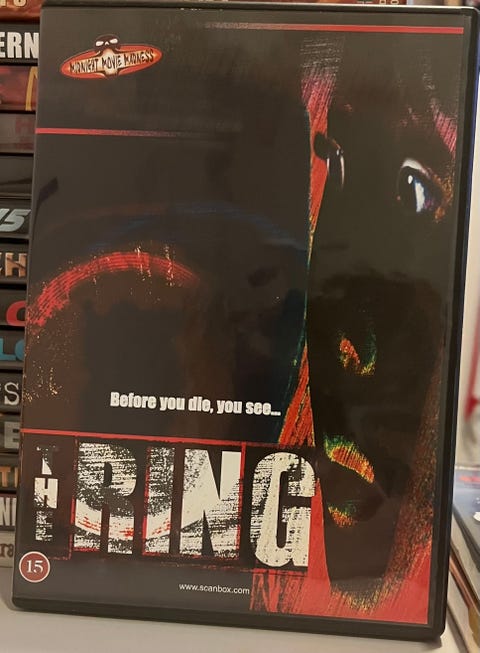 MIDNIGHT MOVIE MADNESS
Before you die, you see...
THE
RING
15
www.scanbox.com